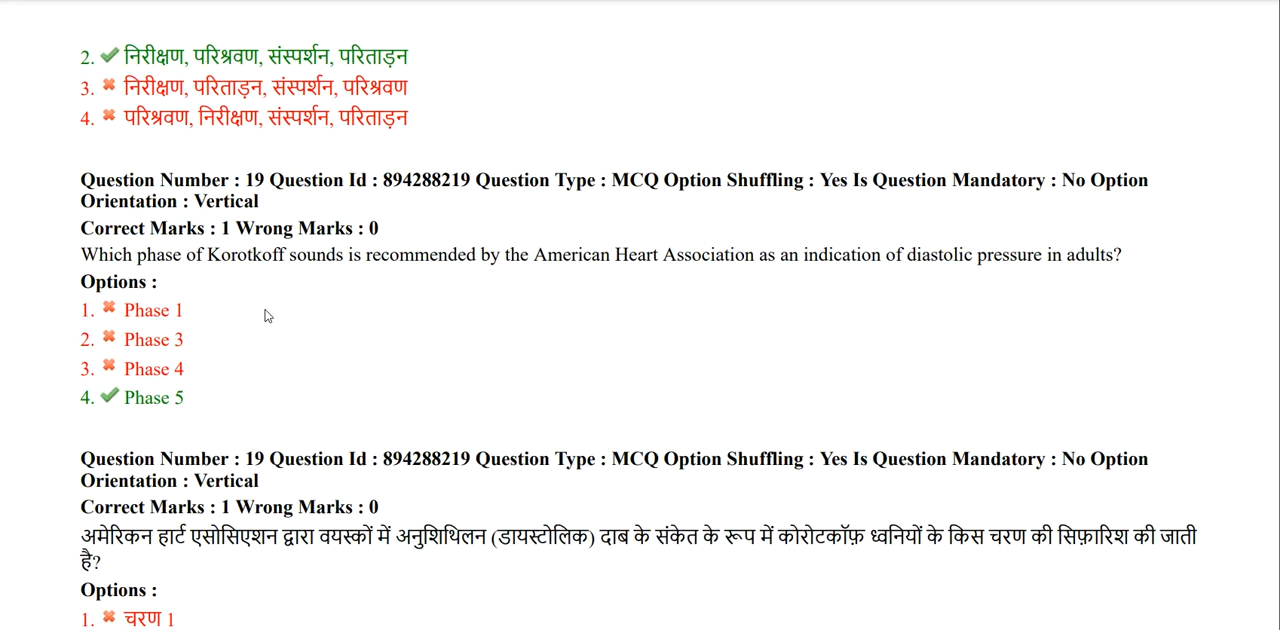 2. निरीक्षण, परिश्रवण, संस्पर्शन, परिताड़न
3. निरीक्षण, परिताड़न, संस्पर्शन, परिश्रवण
4. परिश्रवण, निरीक्षण, संस्पर्शन, परिताड़न
Question Number : 19 Question Id : 894288219 Question Type : MCQ Option Shuffling : Yes Is Question Mandatory : No Option
Orientation : Vertical
Correct Marks : 1 Wrong Marks : 0
Which phase of Korotkoff sounds is recommended by the American Heart Association as an indication of diastolic pressure in adults?
Options :
1. Phase 1
2. Phase 3
3. Phase 4
4. Phase 5
Question Number : 19 Question Id : 894288219 Question Type : MCQ Option Shuffling : Yes Is Question Mandatory : No Option
Orientation : Vertical
Correct Marks : 1 Wrong Marks : 0
अमेरिकन हार्ट एसोसिएशन द्वारा वयस्कों में अनुशिथिलन (डायस्टोलिक) दाब के संकेत के रूप में कोरोटकॉफ़ ध्वनियों के किस चरण की सिफ़ारिश की जाती
है?
Options :
1. चरण 1